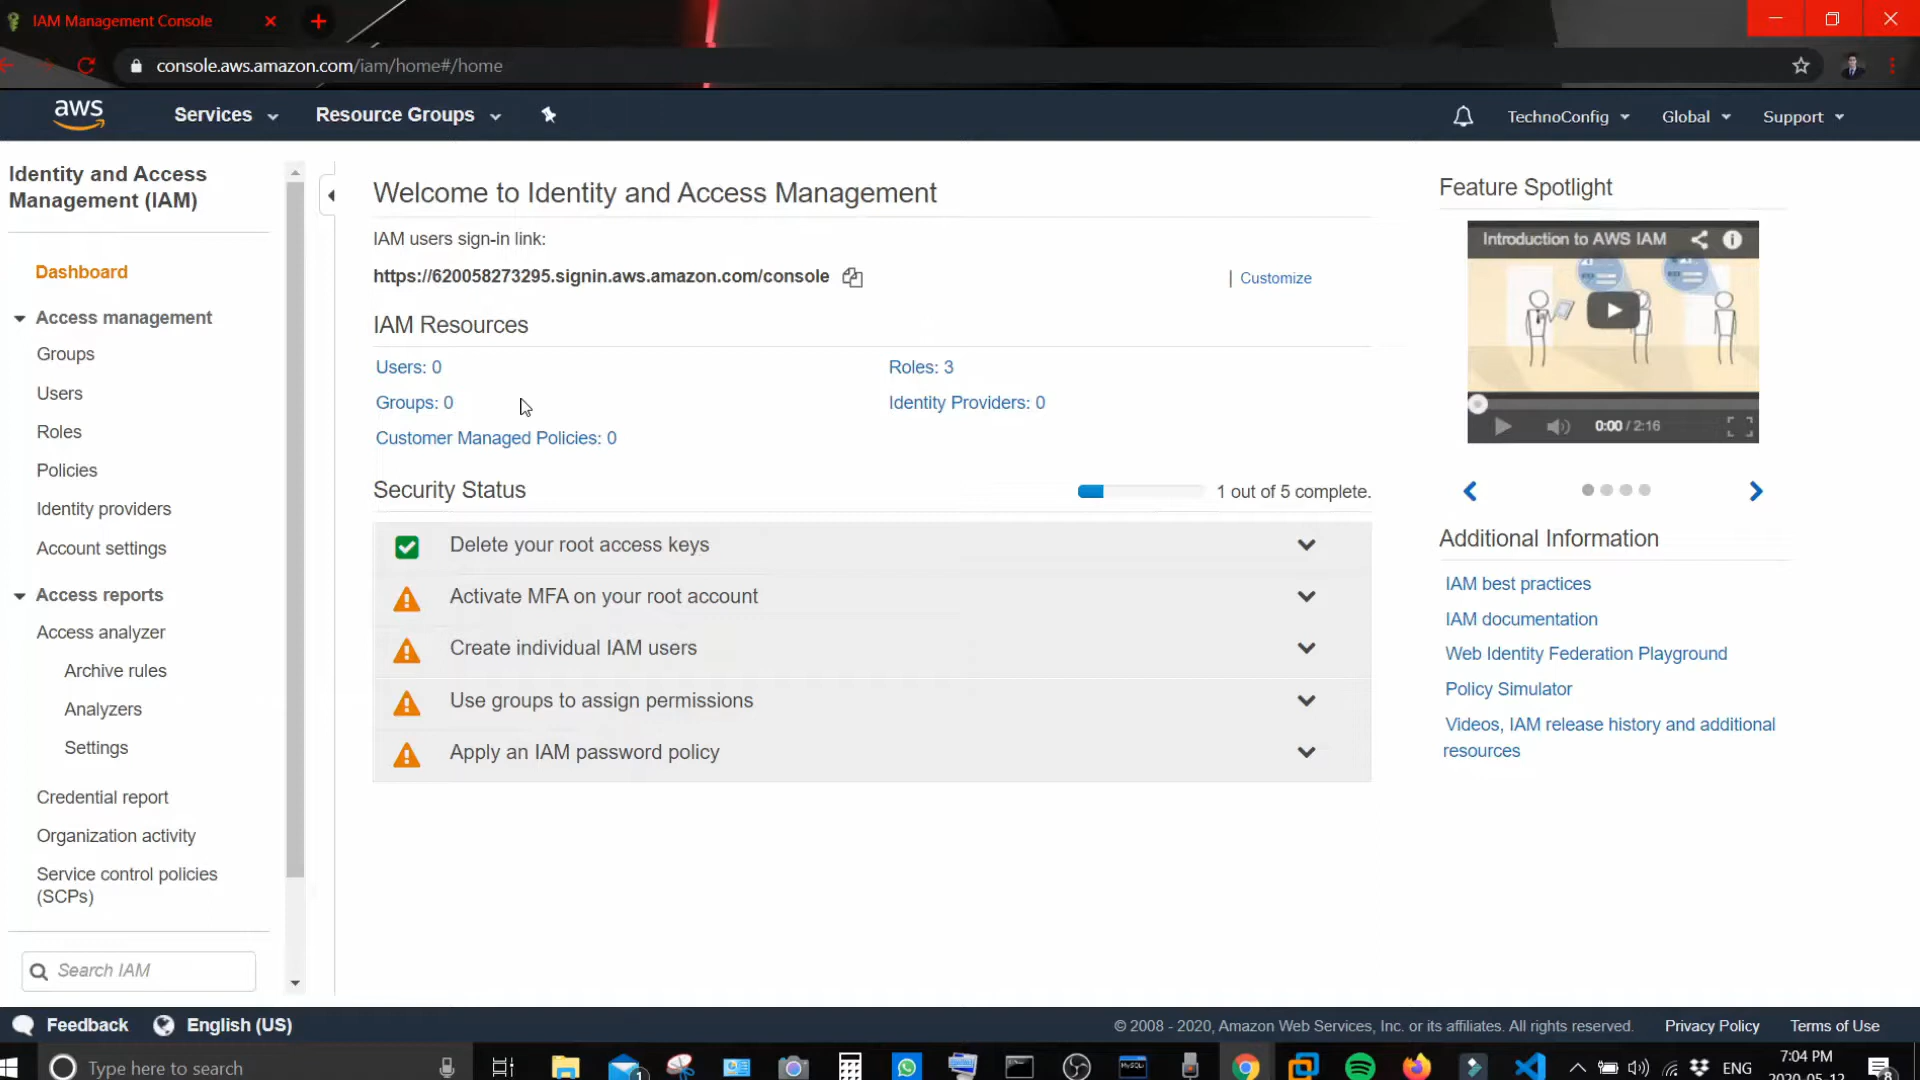 IAM Management Console
console.aws.amazon.com/iam/home#/home
aws
Services
Resource Groups
TechnoConfig
Global
Support
Identity and Access
Management (IAM)
Dashboard
Access management
Groups
Users
Roles
Policies
Identity providers
Account settings
Access reports
Access analyzer
Archive rules
Analyzers
Settings
Credential report
Organization activity
Service control policies
(SCPs)
Search IAM
Welcome to Identity and Access Management
IAM users sign-in link:
https://620058273295.signin.aws.amazon.com/console
| Customize
IAM Resources
Users: 0
Roles: 3
Groups: 0
Identity Providers: 0
Customer Managed Policies: 0
Security Status
1 out of 5 complete.
Delete your root access keys
Activate MFA on your root account
Create individual IAM users
Use groups to assign permissions
Apply an IAM password policy
Feature Spotlight
Introduction to AWS IAM
0:00 / 2:16
Additional Information
IAM best practices
IAM documentation
Web Identity Federation Playground
Policy Simulator
Videos, IAM release history and additional
resources
Feedback
English (US)
© 2008 - 2020, Amazon Web Services, Inc. or its affiliates. All rights reserved.
Privacy Policy
Terms of Use
Type here to search
1
ENG
7:04 PM
2020-05-12
8